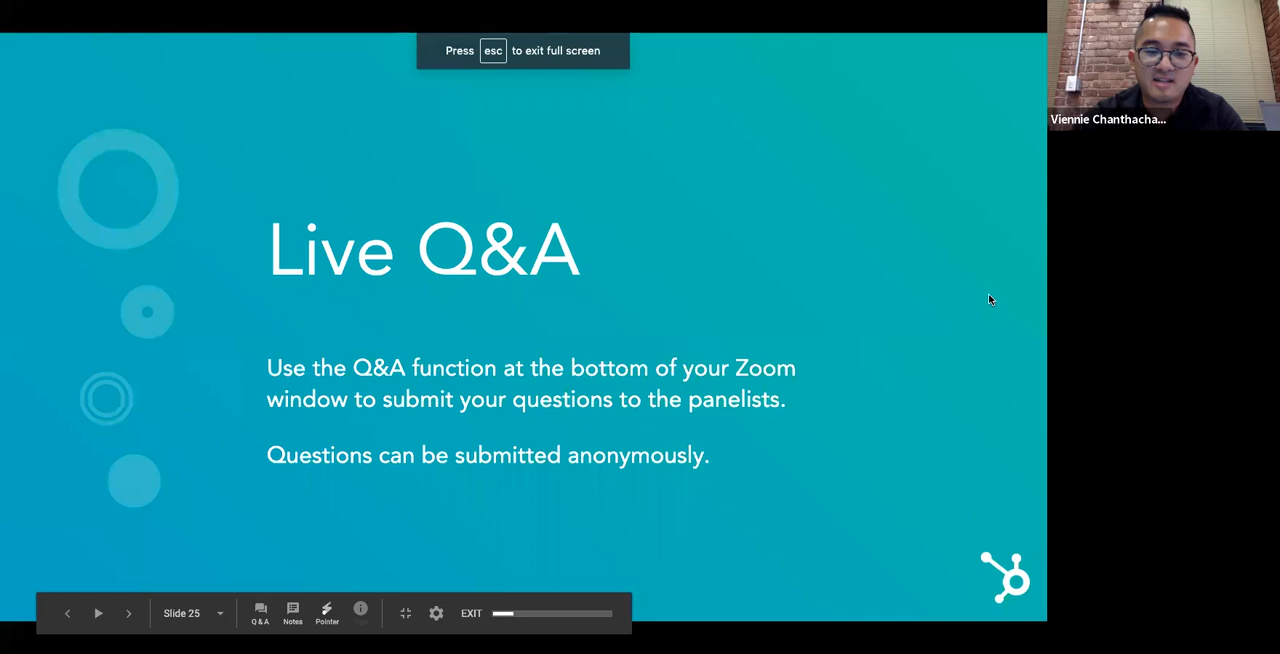 Press esc to exit full screen
Viennie Chanthacha...
Live Q&A
Use the Q&A function at the bottom of your Zoom
window to submit your questions to the panelists.
Questions can be submitted anonymously.
Slide 25
Q & A
Notes
Pointer
EXIT